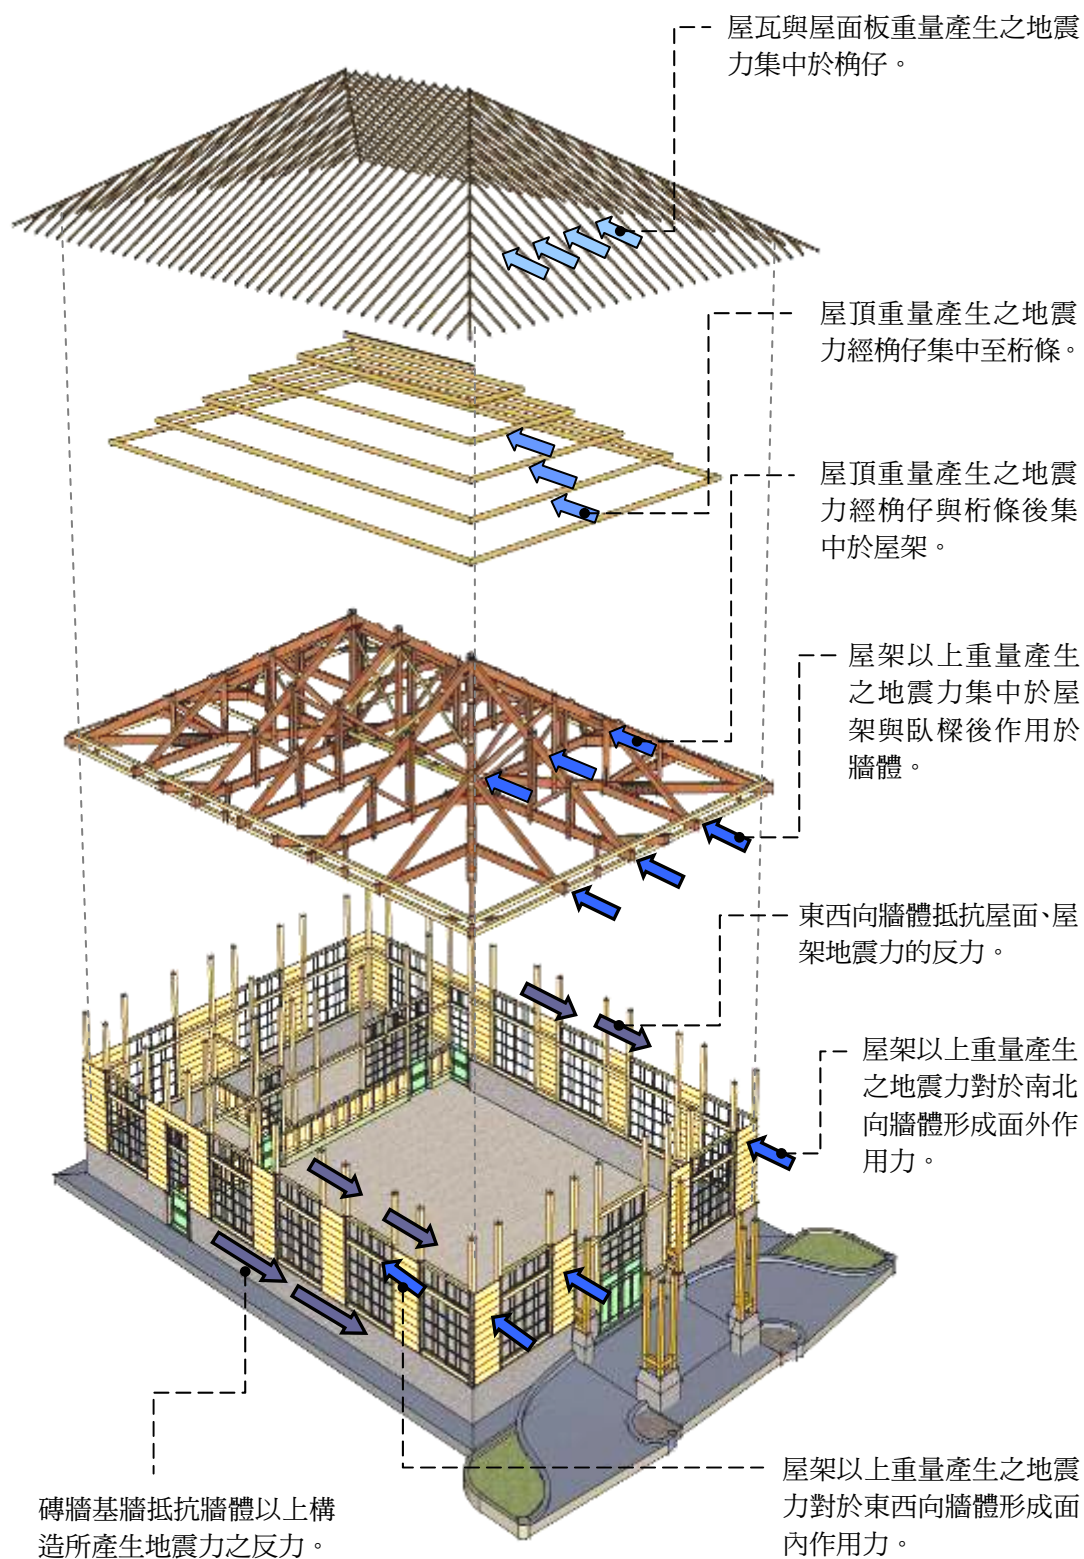 屋瓦與屋面板重量產生之地震
力集中於桷仔。
屋頂重量產生之地震
力經桷仔集中至桁條。
屋頂重量產生之地震
力經桷仔與桁條後集
中於屋架。
屋架以上重量產生
之地震力集中於屋
架與臥樑後作用於
牆體。
東西向牆體抵抗屋面、屋
架地震力的反力。
屋架以上重量產生
之地震力對於南北
向牆體形成面外作
用力。
屋架以上重量產生之地震
力對於東西向牆體形成面
內作用力。
磚牆基牆抵抗牆體以上構
造所產生地震力之反力。